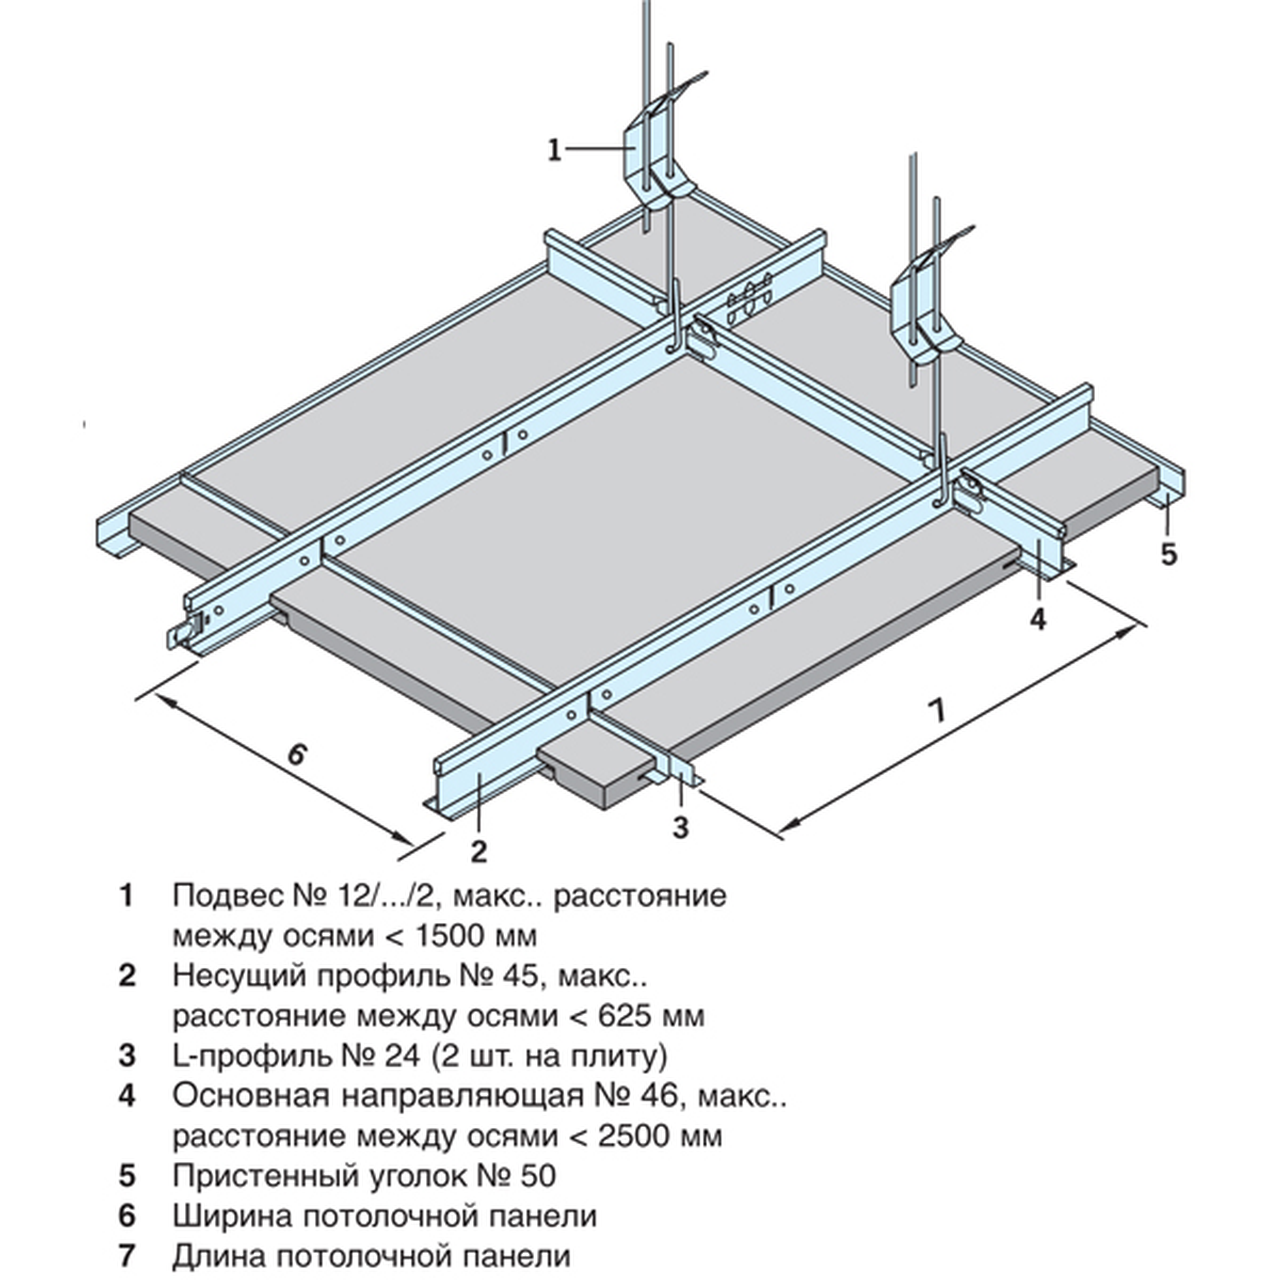 1
5
4
7
6
3
2
1 Подвес № 12/.../2, макс.. расстояние
между осями < 1500 мм
2 Несущий профиль № 45, макс..
расстояние между осями < 625 мм
3 L-профиль № 24 (2 шт. на плиту)
4 Основная направляющая № 46, макс..
расстояние между осями < 2500 мм
5 Пристенный уголок № 50
6 Ширина потолочной панели
7 Длина потолочной панели